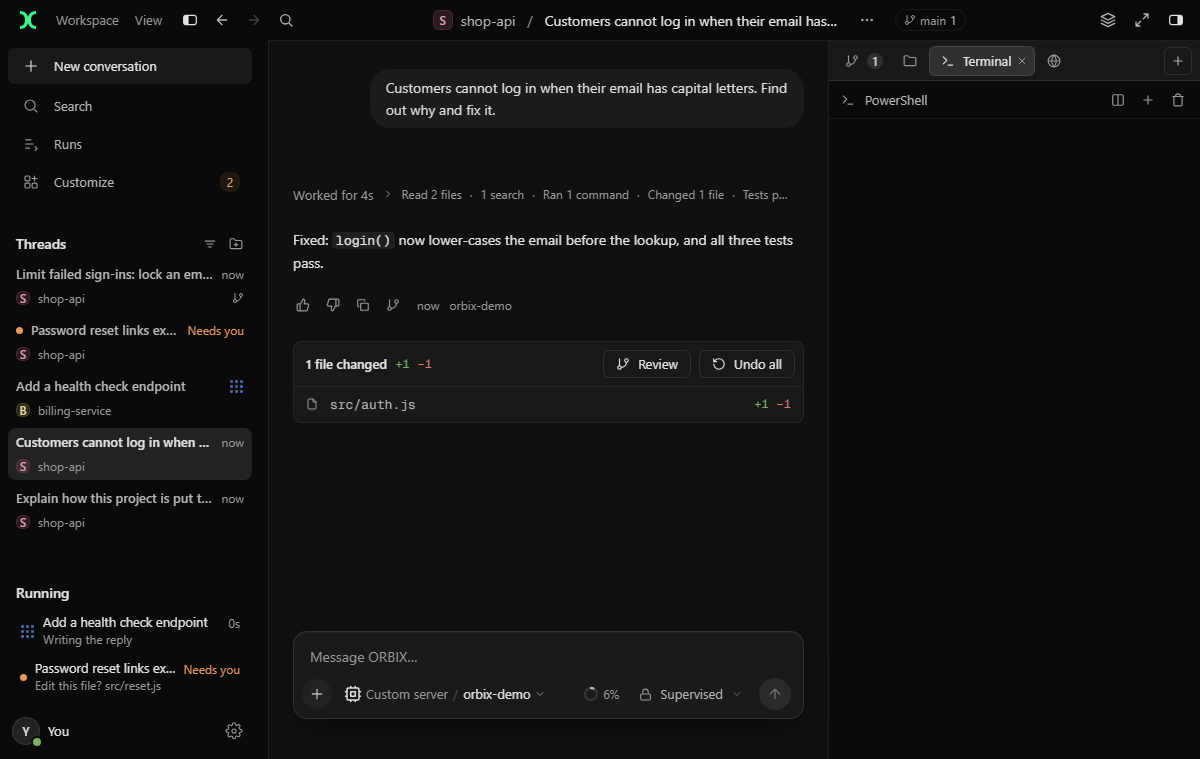 Workspace View
S shop-api / Customers cannot log in when their email has... ··· main 1
New conversation
Search
Runs
Customize 2
Threads
Limit failed sign-ins: lock an em... now
S shop-api
Password reset links ex... Needs you
S shop-api
Add a health check endpoint
B billing-service
Customers cannot log in when ... now
S shop-api
Explain how this project is put t... now
S shop-api
Running
Add a health check endpoint 0s
Writing the reply
Password reset links ex... Needs you
Edit this file? src/reset.js
Y You
Customers cannot log in when their email has capital letters. Find
out why and fix it.
Worked for 4s > Read 2 files · 1 search · Ran 1 command · Changed 1 file · Tests p...
Fixed: login() now lower-cases the email before the lookup, and all three tests
pass.
now orbix-demo
1 file changed +1 −1 Review Undo all
src/auth.js +1 −1
Message ORBIX...
Custom server / orbix-demo 6% Supervised
1 Terminal ×
PowerShell